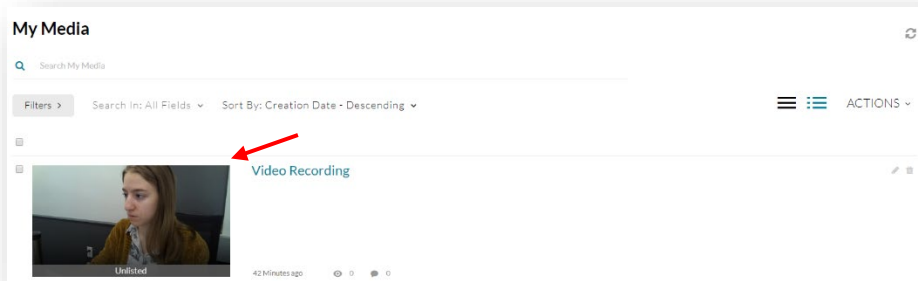 My Media
Search My Media
Filters > Search In: All Fields Sort By: Creation Date - Descending ACTIONS
Video Recording
Unlisted
42 Minutes ago 0 0